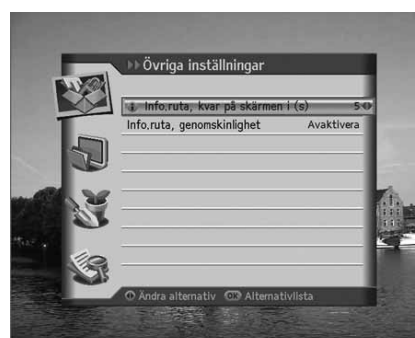 Övriga inställningar
Info.ruta, kvar på skärmen i (s) 5
Info.ruta, genomskinlighet Avaktivera
Ändra alternativ OK Alternativlista